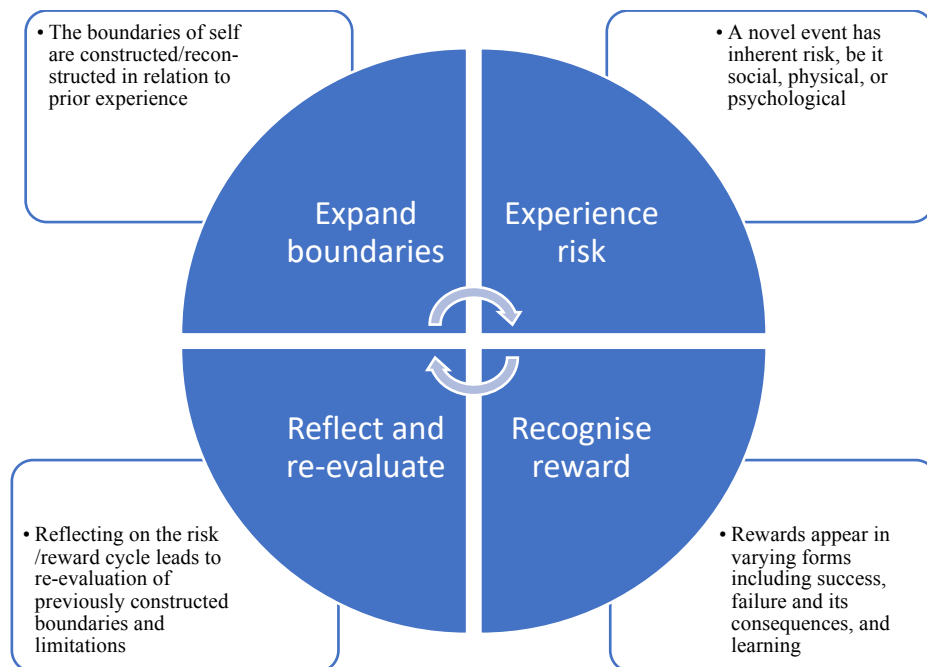 • The boundaries of self
are constructed/recon-
structed in relation to
prior experience
• A novel event has
inherent risk, be it
social, physical, or
psychological
Expand
boundaries
Experience
risk
Reflect and
re-evaluate
Recognise
reward
• Reflecting on the risk
/reward cycle leads to
re-evaluation of
previously constructed
boundaries and
limitations
• Rewards appear in
varying forms
including success,
failure and its
consequences, and
learning